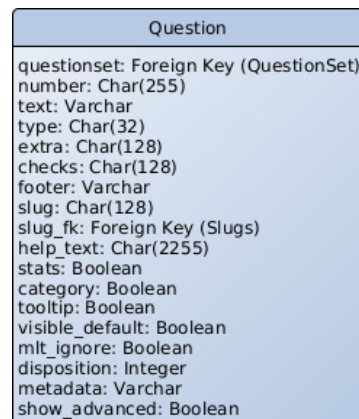 Question
questionset: Foreign Key (QuestionSet)
number: Char(255)
text: Varchar
type: Char(32)
extra: Char(128)
checks: Char(128)
footer: Varchar
slug: Char(128)
slug_fk: Foreign Key (Slugs)
help_text: Char(2255)
stats: Boolean
category: Boolean
tooltip: Boolean
visible_default: Boolean
mlt_ignore: Boolean
disposition: Integer
metadata: Varchar
show_advanced: Boolean